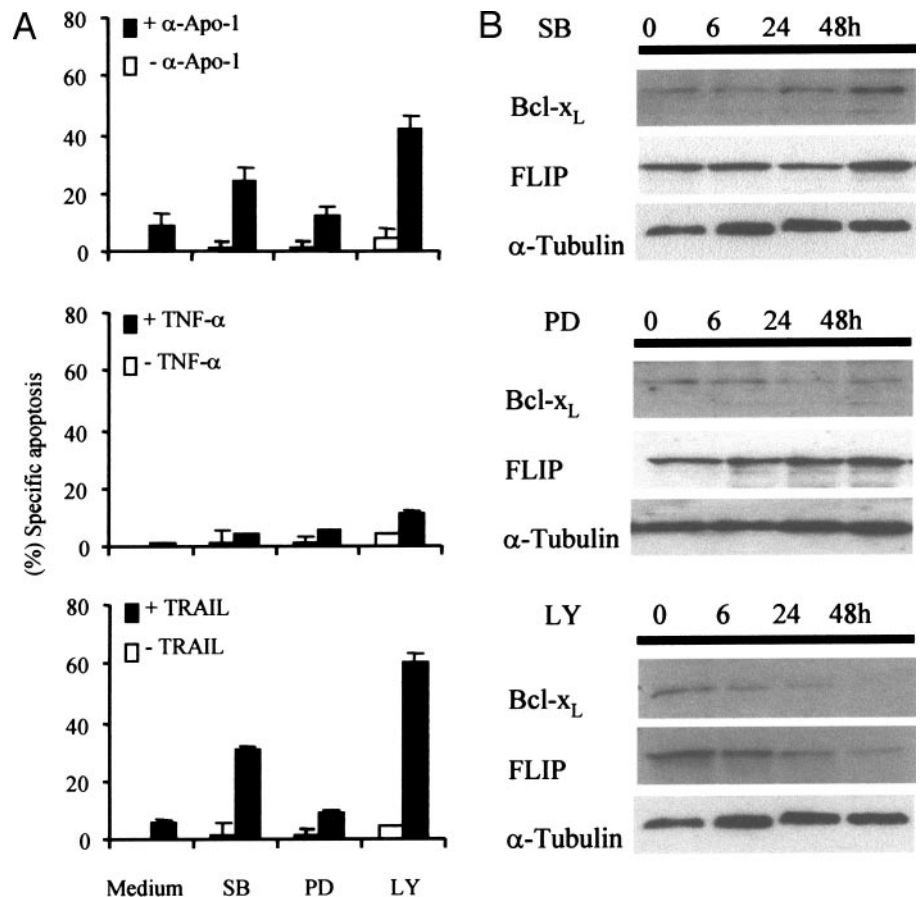 A
80
60
40
20
0
+ α-Apo-1
- α-Apo-1
80
60
40
20
0
+ TNF-α
- TNF-α
80
60
40
20
0
+ TRAIL
- TRAIL
(%) Specific apoptosis
Medium SB PD LY
B
SB 0 6 24 48h
Bcl-xL
FLIP
α-Tubulin
PD 0 6 24 48h
Bcl-xL
FLIP
α-Tubulin
LY 0 6 24 48h
Bcl-xL
FLIP
α-Tubulin